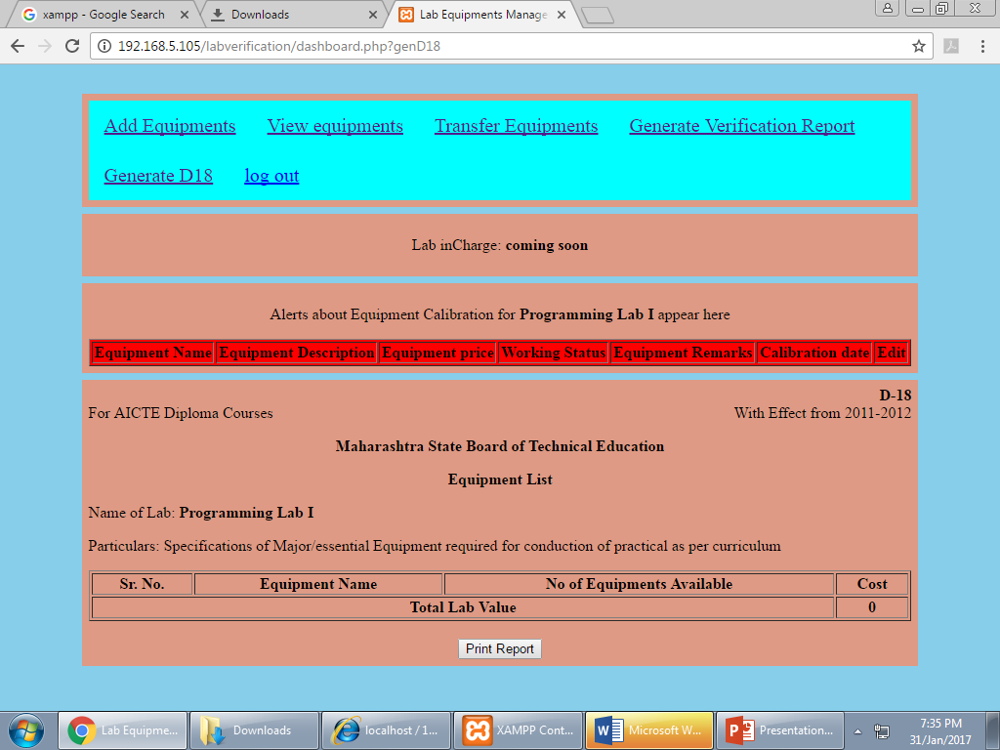 xampp - Google Search
Downloads
Lab Equipments Manage
192.168.5.105/labverification/dashboard.php?genD18
Add Equipments View equipments Transfer Equipments Generate Verification Report
Generate D18 log out
Lab inCharge: coming soon
Alerts about Equipment Calibration for Programming Lab I appear here
Equipment Name Equipment Description Equipment price Working Status Equipment Remarks Calibration date Edit
D-18
For AICTE Diploma Courses With Effect from 2011-2012
Maharashtra State Board of Technical Education
Equipment List
Name of Lab: Programming Lab I
Particulars: Specifications of Major/essential Equipment required for conduction of practical as per curriculum
Sr. No. Equipment Name No of Equipments Available Cost
Total Lab Value 0
Print Report
Lab Equipme... Downloads localhost / 1... XAMPP Cont... Microsoft W... Presentation... 7:35 PM
31/Jan/2017